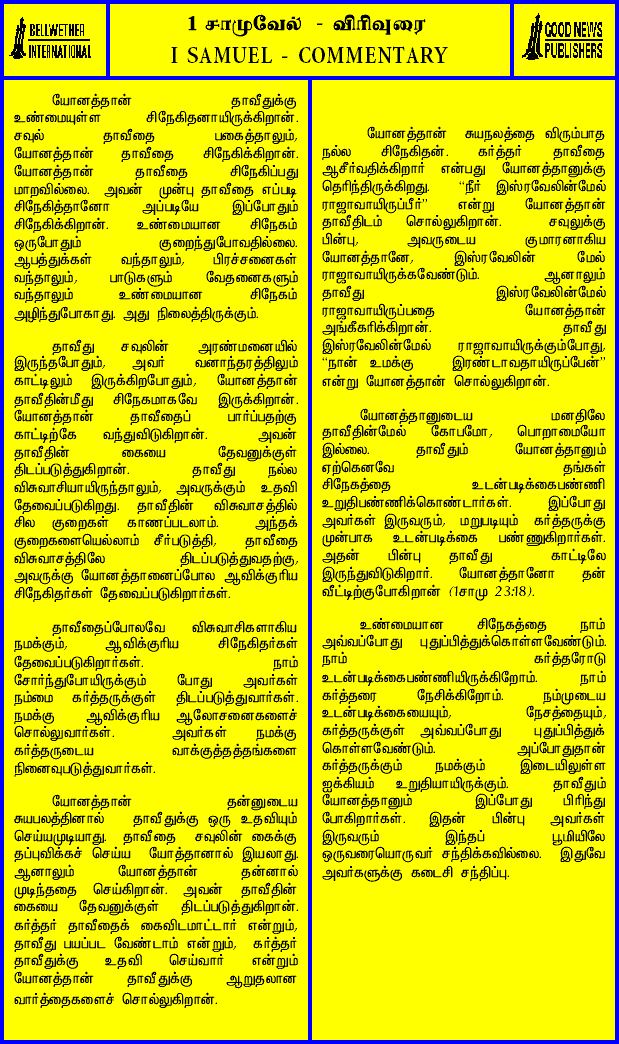 BELLWETHER
INTERNATIONAL
1 சாமுவேல் - விரிவுரை
I SAMUEL - COMMENTARY
GOOD NEWS
PUBLISHERS
யோனத்தான் தாவீதுக்கு
உண்மையுள்ள சிநேகிதனாயிருக்கிறான்.
சவுல் தாவீதை பகைத்தாலும்,
யோனத்தான் தாவீதை சிநேகிக்கிறான்.
யோனத்தான் தாவீதை சிநேகிப்பது
மாறவில்லை. அவன் முன்பு தாவீதை எப்படி
சிநேகித்தானோ அப்படியே இப்போதும்
சிநேகிக்கிறான். உண்மையான சிநேகம்
ஒருபோதும் குறைந்துபோவதில்லை.
ஆபத்துக்கள் வந்தாலும், பிரச்சனைகள்
வந்தாலும், பாடுகளும் வேதனைகளும்
வந்தாலும் உண்மையான சிநேகம்
அழிந்துபோகாது. அது நிலைத்திருக்கும்.
தாவீது சவுலின் அரண்மனையில்
இருந்தபோதும், அவர் வனாந்தரத்திலும்
காட்டிலும் இருக்கிறபோதும், யோனத்தான்
தாவீதின்மீது சிநேகமாகவே இருக்கிறான்.
யோனத்தான் தாவீதைப் பார்ப்பதற்கு
காட்டிற்கே வந்துவிடுகிறான். அவன்
தாவீதின் கையை தேவனுக்குள்
திடப்படுத்துகிறான். தாவீது நல்ல
விசுவாசியாயிருந்தாலும், அவருக்கும் உதவி
தேவைப்படுகிறது. தாவீதின் விசுவாசத்தில்
சில குறைகள் காணப்படலாம். அந்தக்
குறைகளையெல்லாம் சீர்படுத்தி, தாவீதை
விசுவாசத்திலே திடப்படுத்துவதற்கு,
அவருக்கு யோனத்தானைப்போல ஆவிக்குரிய
சிநேகிதர்கள் தேவைப்படுகிறார்கள்.
தாவீதைப்போலவே விசுவாசிகளாகிய
நமக்கும், ஆவிக்குரிய சிநேகிதர்கள்
தேவைப்படுகிறார்கள். நாம்
சோர்ந்துபோயிருக்கும் போது அவர்கள்
நம்மை கர்த்தருக்குள் திடப்படுத்துவார்கள்.
நமக்கு ஆவிக்குரிய ஆலோசனைகளைச்
சொல்லுவார்கள். அவர்கள் நமக்கு
கர்த்தருடைய வாக்குத்தத்தங்களை
நினைவுபடுத்துவார்கள்.
யோனத்தான் தன்னுடைய
சுயபலத்தினால் தாவீதுக்கு ஒரு உதவியும்
செய்யமுடியாது. தாவீதை சவுலின் கைக்கு
தப்புவிக்கச் செய்ய யோத்தானால் இயலாது.
ஆனாலும் யோனத்தான் தன்னால்
முடிந்ததை செய்கிறான். அவன் தாவீதின்
கையை தேவனுக்குள் திடப்படுத்துகிறான்.
கர்த்தர் தாவீதைக் கைவிடமாட்டார் என்றும்,
தாவீது பயப்பட வேண்டாம் என்றும், கர்த்தர்
தாவீதுக்கு உதவி செய்வார் என்றும்
யோனத்தான் தாவீதுக்கு ஆறுதலான
வார்த்தைகளைச் சொல்லுகிறான்.
யோனத்தான் சுயநலத்தை விரும்பாத
நல்ல சிநேகிதன். கர்த்தர் தாவீதை
ஆசீர்வதிக்கிறார் என்பது யோனத்தானுக்கு
தெரிந்திருக்கிறது. “நீர் இஸ்ரவேலின்மேல்
ராஜாவாயிருப்பீர்” என்று யோனத்தான்
தாவீதிடம் சொல்லுகிறான். சவுலுக்கு
பின்பு, அவருடைய குமாரனாகிய
யோனத்தானே, இஸ்ரவேலின் மேல்
ராஜாவாயிருக்கவேண்டும். ஆனாலும்
தாவீது இஸ்ரவேலின்மேல்
ராஜாவாயிருப்பதை யோனத்தான்
அங்கீகரிக்கிறான். தாவீது
இஸ்ரவேலின்மேல் ராஜாவாயிருக்கும்போது,
“நான் உமக்கு இரண்டாவதாயிருப்பேன்”
என்று யோனத்தான் சொல்லுகிறான்.
யோனத்தானுடைய மனதிலே
தாவீதின்மேல் கோபமோ, பொறாமையோ
இல்லை. தாவீதும் யோனத்தானும்
ஏற்கெனவே தங்கள்
சிநேகத்தை உடன்படிக்கைபண்ணி
உறுதிபண்ணிக்கொண்டார்கள். இப்போது
அவர்கள் இருவரும், மறுபடியும் கர்த்தருக்கு
முன்பாக உடன்படிக்கை பண்ணுகிறார்கள்.
அதன் பின்பு தாவீது காட்டிலே
இருந்துவிடுகிறார். யோனத்தானோ தன்
வீட்டிற்குபோகிறான் (1சாமு 23:18).
உண்மையான சிநேகத்தை நாம்
அவ்வப்போது புதுப்பித்துக்கொள்ளவேண்டும்.
நாம் கர்த்தரோடு
உடன்படிக்கைபண்ணியிருக்கிறோம். நாம்
கர்த்தரை நேசிக்கிறோம். நம்முடைய
உடன்படிக்கையையும், நேசத்தையும்,
கர்த்தருக்குள் அவ்வப்போது புதுப்பித்துக்
கொள்ளவேண்டும். அப்போதுதான்
கர்த்தருக்கும் நமக்கும் இடையிலுள்ள
ஐக்கியம் உறுதியாயிருக்கும். தாவீதும்
யோனத்தானும் இப்போது பிரிந்து
போகிறார்கள். இதன் பின்பு அவர்கள்
இருவரும் இந்தப் பூமியிலே
ஒருவரையொருவர் சந்திக்கவில்லை. இதுவே
அவர்களுக்கு கடைசி சந்திப்பு.